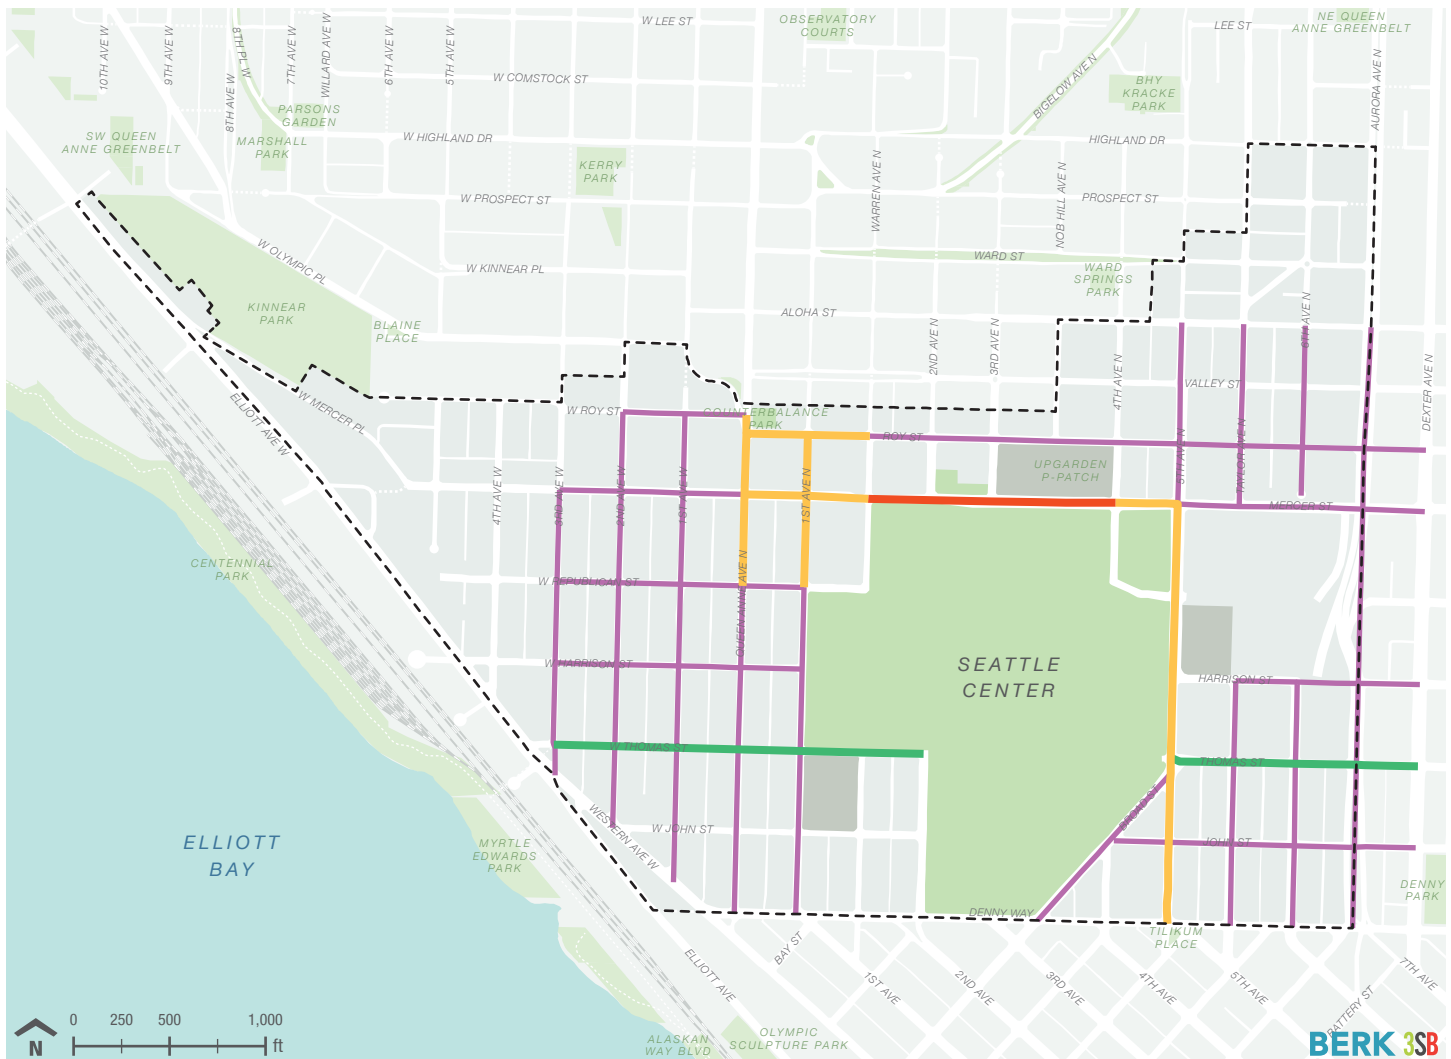 W LEE ST
OBSERVATORY
COURTS
LEE ST
NE QUEEN
ANNE GREENBELT
10TH AVE W
9TH AVE W
8TH PL W
8TH AVE W
7TH AVE W
WILLARD AVE W
6TH AVE W
5TH AVE W
W COMSTOCK ST
BIGELOW AVE N
BHY
KRACKE
PARK
AURORA AVE N
PARSONS
GARDEN
SW QUEEN
ANNE GREENBELT
MARSHALL
PARK
W HIGHLAND DR
HIGHLAND DR
KERRY
PARK
WARREN AVE N
NOB HILL AVE N
W PROSPECT ST
PROSPECT ST
W OLYMPIC PL
W KINNEAR PL
WARD ST
WARD
SPRINGS
PARK
KINNEAR
PARK
BLAINE
PLACE
ALOHA ST
2ND AVE N
3RD AVE N
4TH AVE N
6TH AVE N
VALLEY ST
DEXTER AVE N
ELLIOTT AVE W
W MERCER PL
W ROY ST
COUNTERBALANCE
PARK
ROY ST
5TH AVE N
TAYLOR AVE N
UPGARDEN
P-PATCH
4TH AVE W
3RD AVE W
2ND AVE W
1ST AVE W
1ST AVE N
MERCER ST
CENTENNIAL
PARK
W REPUBLICAN ST
QUEEN ANNE AVE N
W HARRISON ST
SEATTLE
CENTER
HARRISON ST
W THOMAS ST
THOMAS ST
WESTERN AVE W
W JOHN ST
BROAD ST
JOHN ST
ELLIOTT
BAY
MYRTLE
EDWARDS
PARK
DENNY
PARK
DENNY WAY
TILIKUM
PLACE
ELLIOTT AVE
BAY ST
1ST AVE
2ND AVE
3RD AVE
4TH AVE
5TH AVE
7TH AVE
BATTERY ST
0 250 500 1,000
ft
N
ALASKAN
WAY BLVD
OLYMPIC
SCULPTURE PARK
BERK 3SB